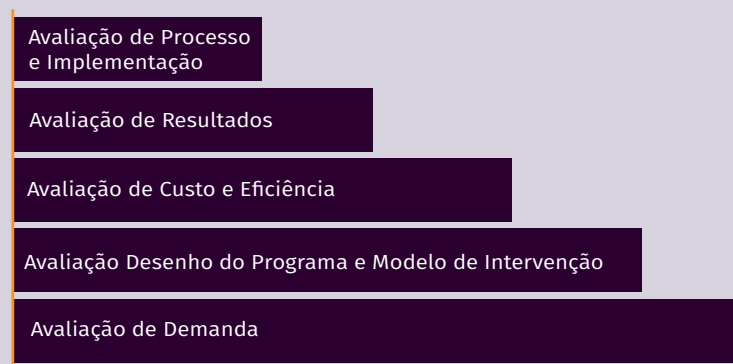 Avaliação de Processo
e Implementação
Avaliação de Resultados
Avaliação de Custo e Eficiência
Avaliação Desenho do Programa e Modelo de Intervenção
Avaliação de Demanda